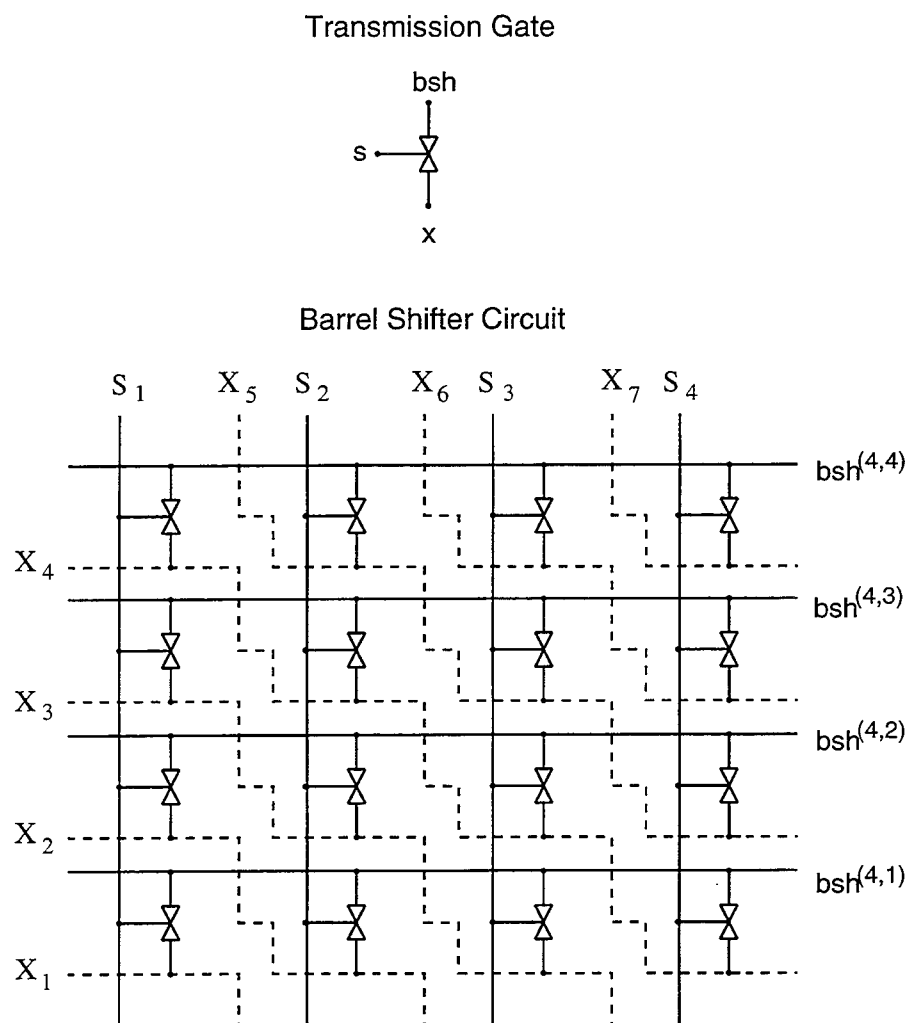 Transmission Gate
bsh
s
x
Barrel Shifter Circuit
S₁ X₅ S₂ X₆ S₃ X₇ S₄
bsh⁽⁴,⁴⁾
X₄
bsh⁽⁴,³⁾
X₃
bsh⁽⁴,²⁾
X₂
bsh⁽⁴,¹⁾
X₁